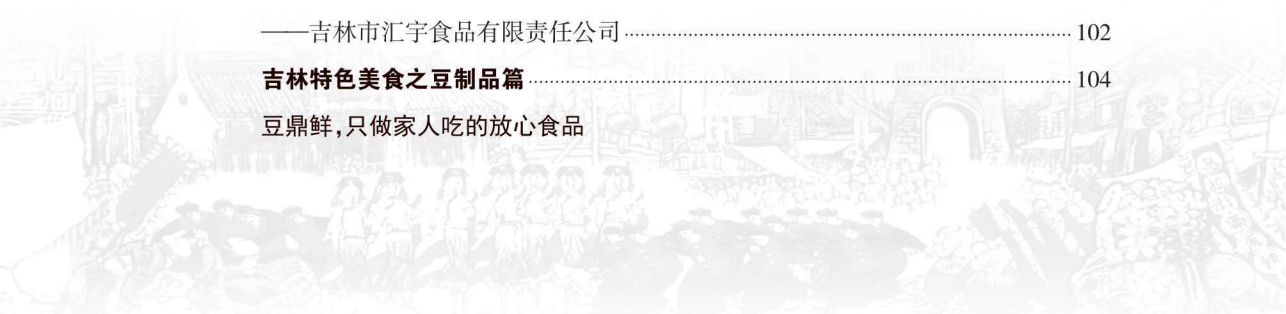 ——吉林市汇宇食品有限责任公司 ………………………………………………… 102
吉林特色美食之豆制品篇 ………………………………………………… 104
豆鼎鲜,只做家人吃的放心食品